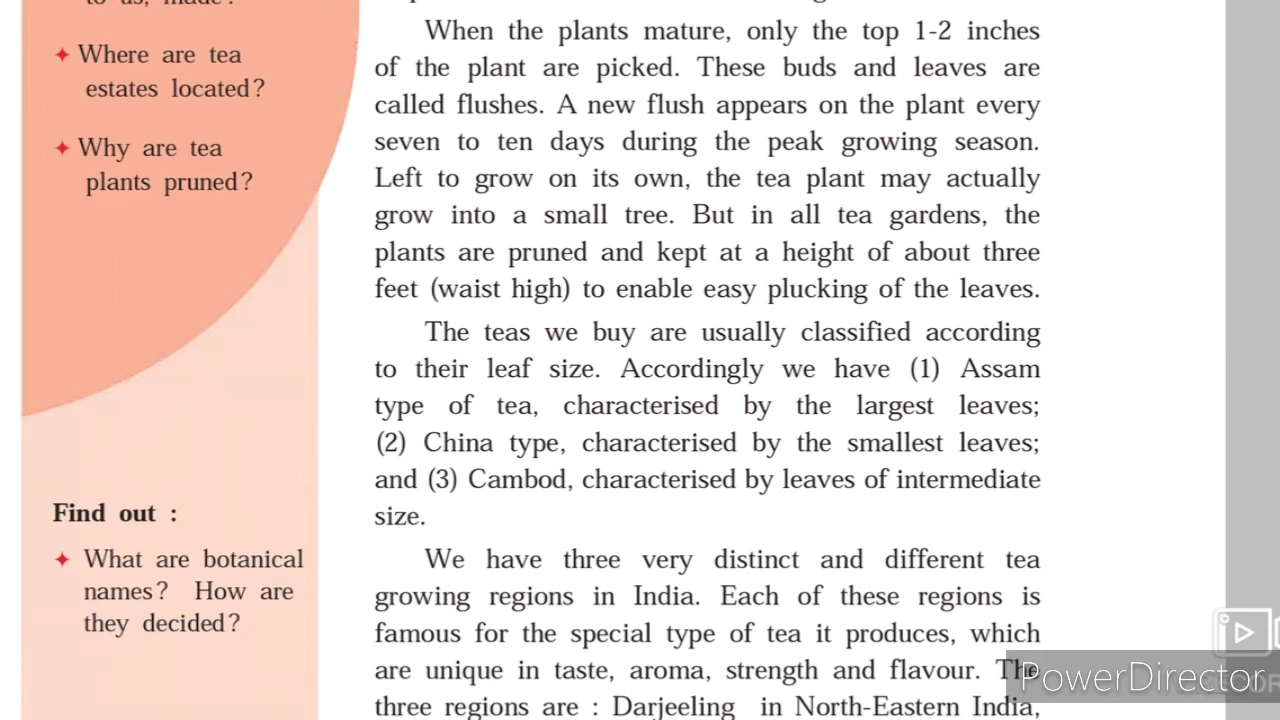 Where are tea
estates located?
Why are tea
plants pruned?
Find out :
What are botanical
names? How are
they decided?
When the plants mature, only the top 1-2 inches
of the plant are picked. These buds and leaves are
called flushes. A new flush appears on the plant every
seven to ten days during the peak growing season.
Left to grow on its own, the tea plant may actually
grow into a small tree. But in all tea gardens, the
plants are pruned and kept at a height of about three
feet (waist high) to enable easy plucking of the leaves.
The teas we buy are usually classified according
to their leaf size. Accordingly we have (1) Assam
type of tea, characterised by the largest leaves;
(2) China type, characterised by the smallest leaves;
and (3) Cambod, characterised by leaves of intermediate
size.
We have three very distinct and different tea
growing regions in India. Each of these regions is
famous for the special type of tea it produces, which
are unique in taste, aroma, strength and flavour. The
three regions are : Darjeeling in North-Eastern India,
PowerDirector